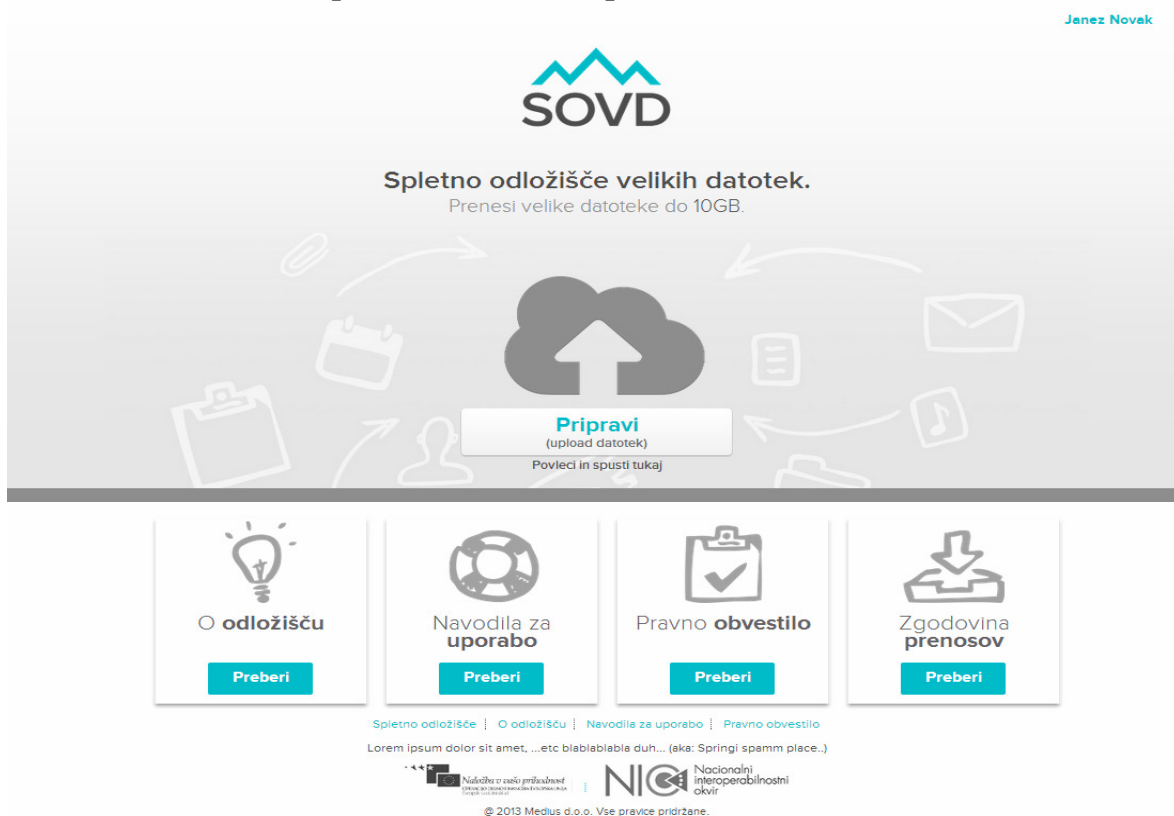 Janez Novak
SOVD
Spletno odložišče velikih datotek.
Prenesi velike datoteke do 10GB.
Pripravi
(upload datotek)
Povleci in spusti tukaj
O odložišču
Preberi
Navodila za
uporabo
Preberi
Pravno obvestilo
Preberi
Zgodovina
prenosov
Preberi
Spletno odložišče | O odložišču | Navodila za uporabo | Pravno obvestilo
Lorem ipsum dolor sit amet, ...etc blablablabla duh... (aka: Springi spamm place..)
Naložba v vašo prihodnost
NIO Nacionalni
interoperabilnostni
okvir
@ 2013 Medius d.o.o. Vse pravice pridržane.